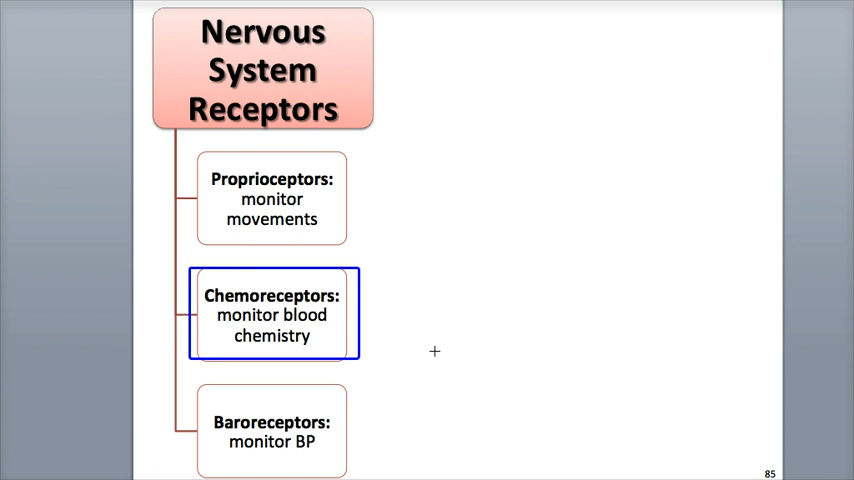 Nervous
System
Receptors
Proprioceptors:
monitor
movements
Chemoreceptors:
monitor blood
chemistry
Baroreceptors:
monitor BP
85